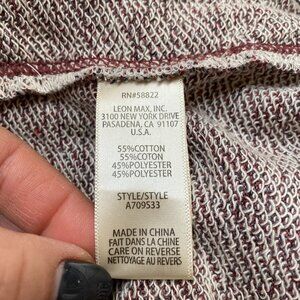 RN#58822
LEON MAX, INC.
3100 NEW YORK DRIVE
PASADENA, CA 91107
U.S.A.
55%COTTON
55%COTON
45%POLYESTER
45%POLYESTER
STYLE/STYLE
A709533
MADE IN CHINA
FAIT DANS LA CHINE
CARE ON REVERSE
NETTOYAGE AU REVERS